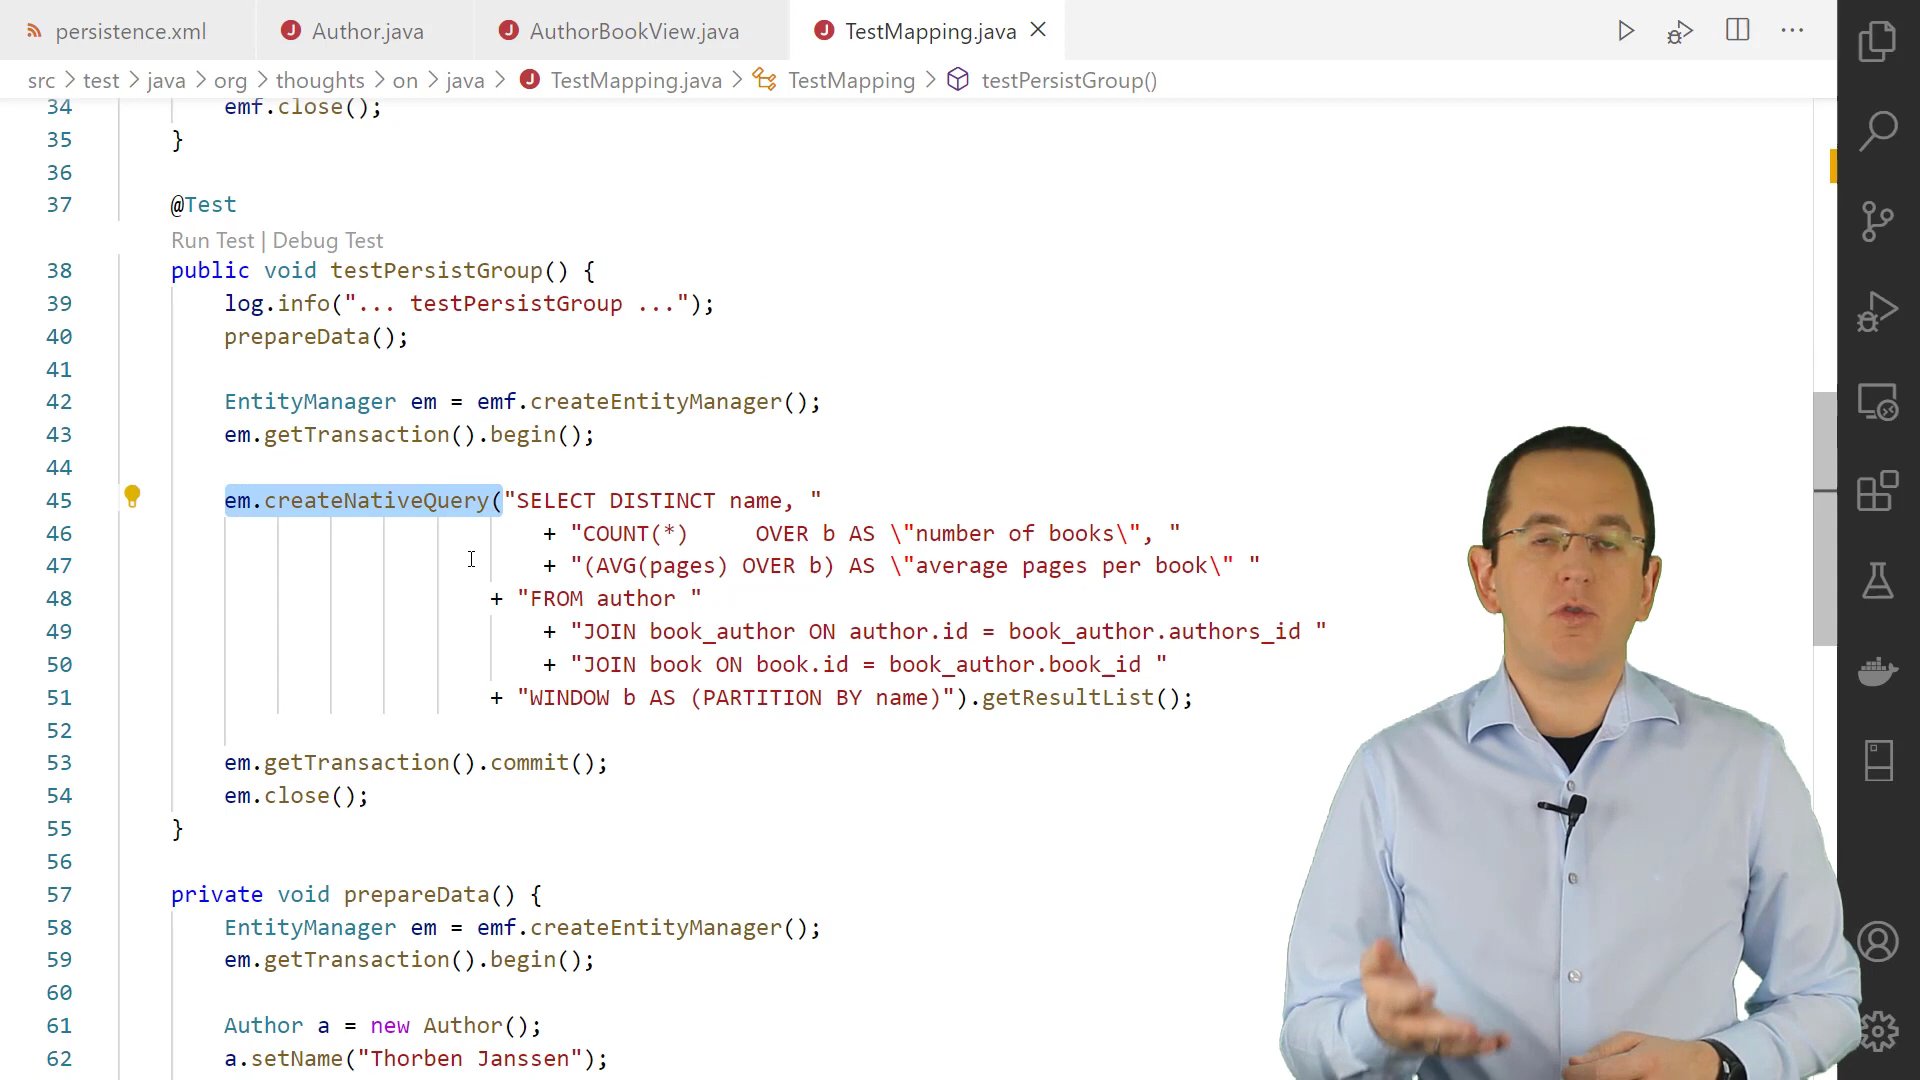 persistence.xml Author.java AuthorBookView.java TestMapping.java
src > test > java > org > thoughts > on > java > TestMapping.java > TestMapping > testPersistGroup()
34 emf.close();
35 }
36
37 @Test
Run Test | Debug Test
38 public void testPersistGroup() {
39 log.info("... testPersistGroup ...");
40 prepareData();
41
42 EntityManager em = emf.createEntityManager();
43 em.getTransaction().begin();
44
45 em.createNativeQuery("SELECT DISTINCT name, "
46 + "COUNT(*)     OVER b AS \"number of books\", "
47 + "(AVG(pages) OVER b) AS \"average pages per book\" "
48 + "FROM author "
49 + "JOIN book_author ON author.id = book_author.authors_id "
50 + "JOIN book ON book.id = book_author.book_id "
51 + "WINDOW b AS (PARTITION BY name)").getResultList();
52
53 em.getTransaction().commit();
54 em.close();
55 }
56
57 private void prepareData() {
58 EntityManager em = emf.createEntityManager();
59 em.getTransaction().begin();
60
61 Author a = new Author();
62 a.setName("Thorben Janssen");